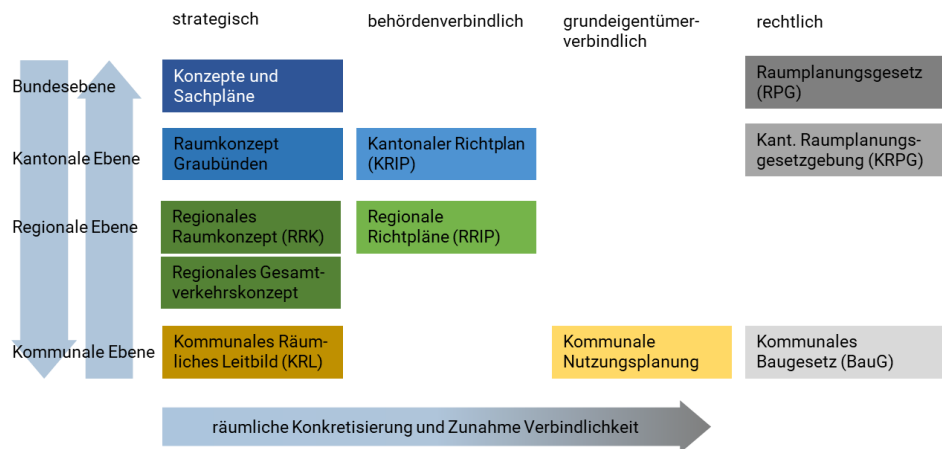 strategisch
behördenverbindlich
grundeigentümer-
verbindlich
rechtlich
Bundesebene
Konzepte und
Sachpläne
Raumplanungsgesetz
(RPG)
Kantonale Ebene
Raumkonzept
Graubünden
Kantonaler Richtplan
(KRIP)
Kant. Raumplanungs-
gesetzgebung (KRPG)
Regionale Ebene
Regionales
Raumkonzept (RRK)
Regionale
Richtpläne (RRIP)
Regionales Gesamt-
verkehrskonzept
Kommunale Ebene
Kommunales Räum-
liches Leitbild (KRL)
Kommunale
Nutzungsplanung
Kommunales
Baugesetz (BauG)
räumliche Konkretisierung und Zunahme Verbindlichkeit